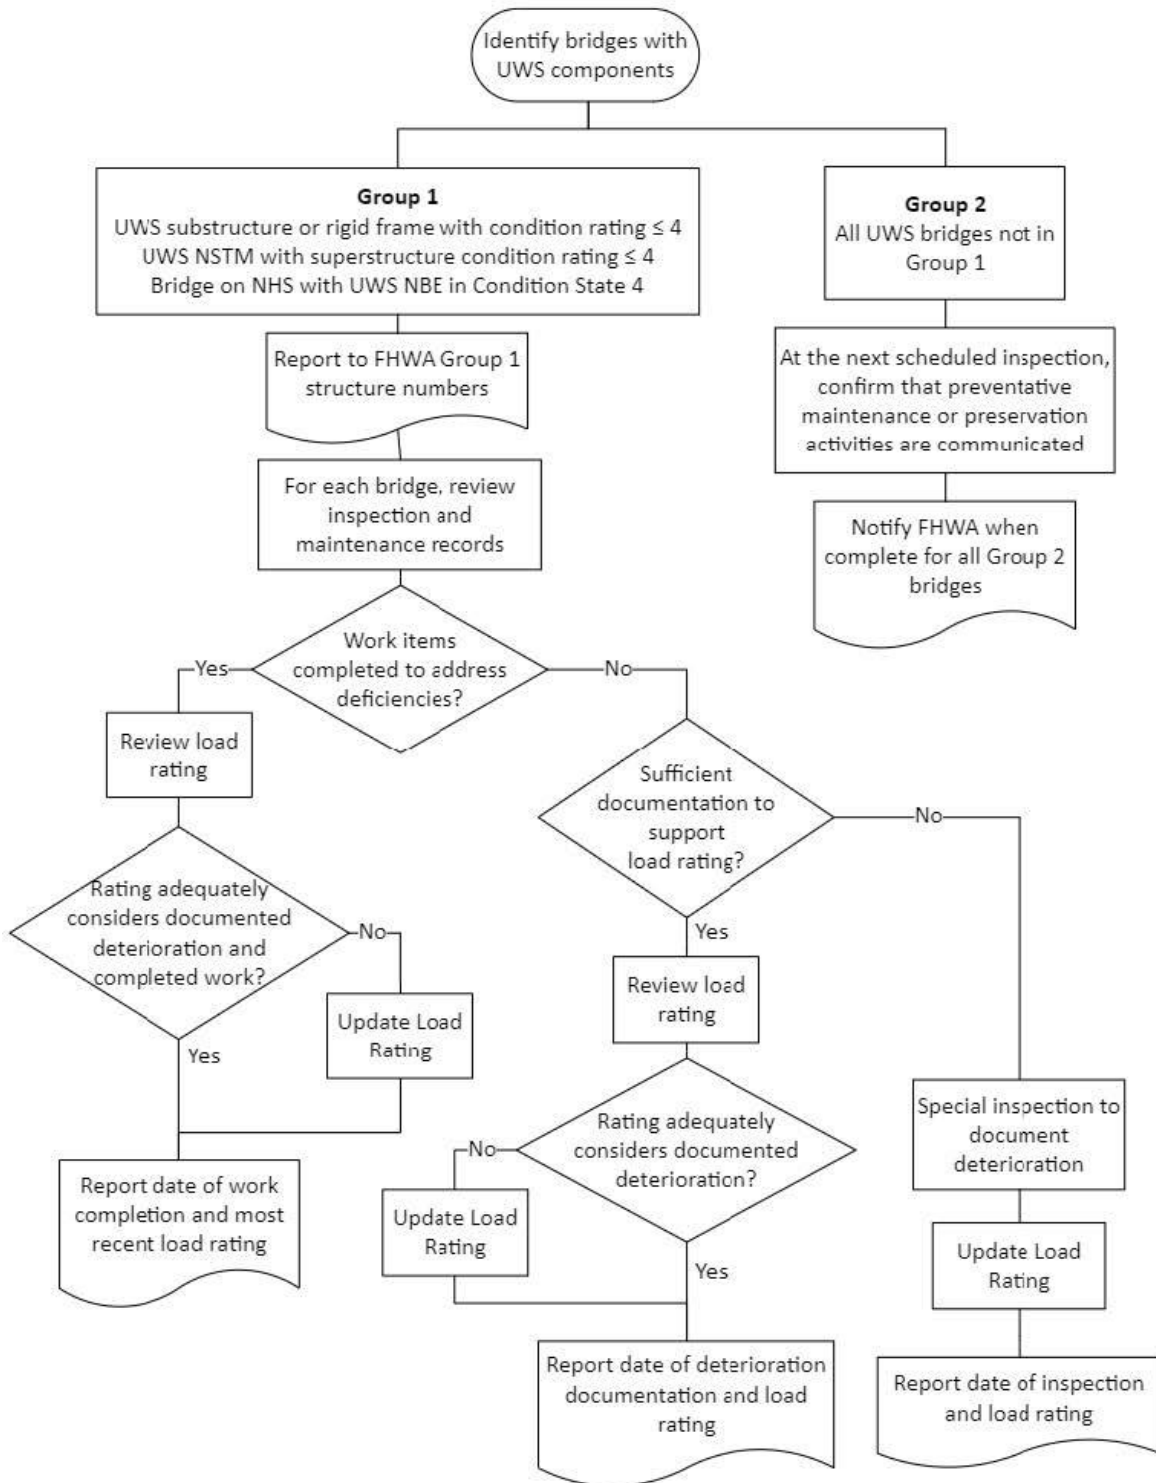 Identify bridges with
UWS components
Group 1
UWS substructure or rigid frame with condition rating ≤ 4
UWS NSTM with superstructure condition rating ≤ 4
Bridge on NHS with UWS NBE in Condition State 4
Group 2
All UWS bridges not in
Group 1
Report to FHWA Group 1
structure numbers
At the next scheduled inspection,
confirm that preventative
maintenance or preservation
activities are communicated
For each bridge, review
inspection and
maintenance records
Notify FHWA when
complete for all Group 2
bridges
Work items
completed to address
deficiencies?
Yes
No
Review load
rating
Sufficient
documentation to
support
load rating?
No
Yes
Rating adequately
considers documented
deterioration and
completed work?
No
Yes
Update Load
Rating
Review load
rating
Rating adequately
considers documented
deterioration?
No
Yes
Update Load
Rating
Special inspection to
document
deterioration
Update Load
Rating
Report date of work
completion and most
recent load rating
Report date of deterioration
documentation and load
rating
Report date of inspection
and load rating